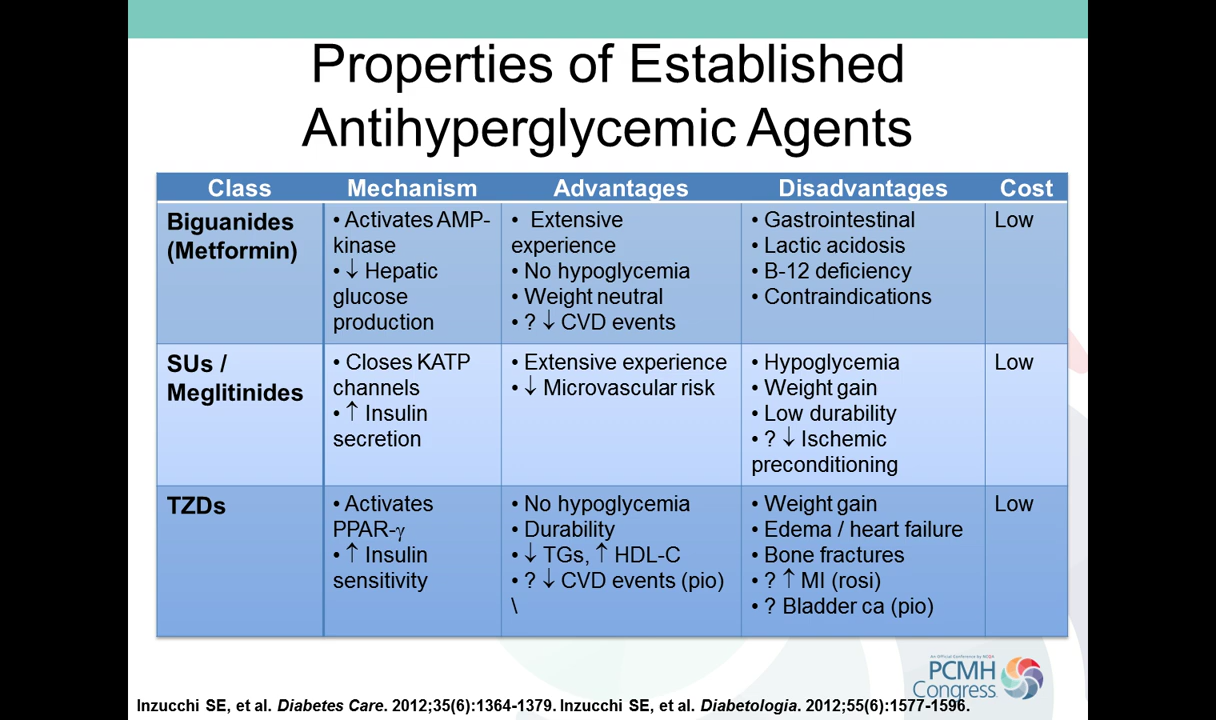 Properties of Established
Antihyperglycemic Agents
Class Mechanism Advantages Disadvantages Cost
Biguanides
(Metformin)
• Activates AMP-
kinase
• ↓ Hepatic
glucose
production
• Extensive
experience
• No hypoglycemia
• Weight neutral
• ? ↓ CVD events
• Gastrointestinal
• Lactic acidosis
• B-12 deficiency
• Contraindications
Low
SUs /
Meglitinides
• Closes KATP
channels
• ↑ Insulin
secretion
• Extensive experience
• ↓ Microvascular risk
• Hypoglycemia
• Weight gain
• Low durability
• ? ↓ Ischemic
preconditioning
Low
TZDs
• Activates
PPAR-γ
• ↑ Insulin
sensitivity
• No hypoglycemia
• Durability
• ↓ TGs, ↑ HDL-C
• ? ↓ CVD events (pio)
\
• Weight gain
• Edema / heart failure
• Bone fractures
• ? ↑ MI (rosi)
• ? Bladder ca (pio)
Low
An Official Conference by NCQA
PCMH
Congress
Inzucchi SE, et al. Diabetes Care. 2012;35(6):1364-1379. Inzucchi SE, et al. Diabetologia. 2012;55(6):1577-1596.